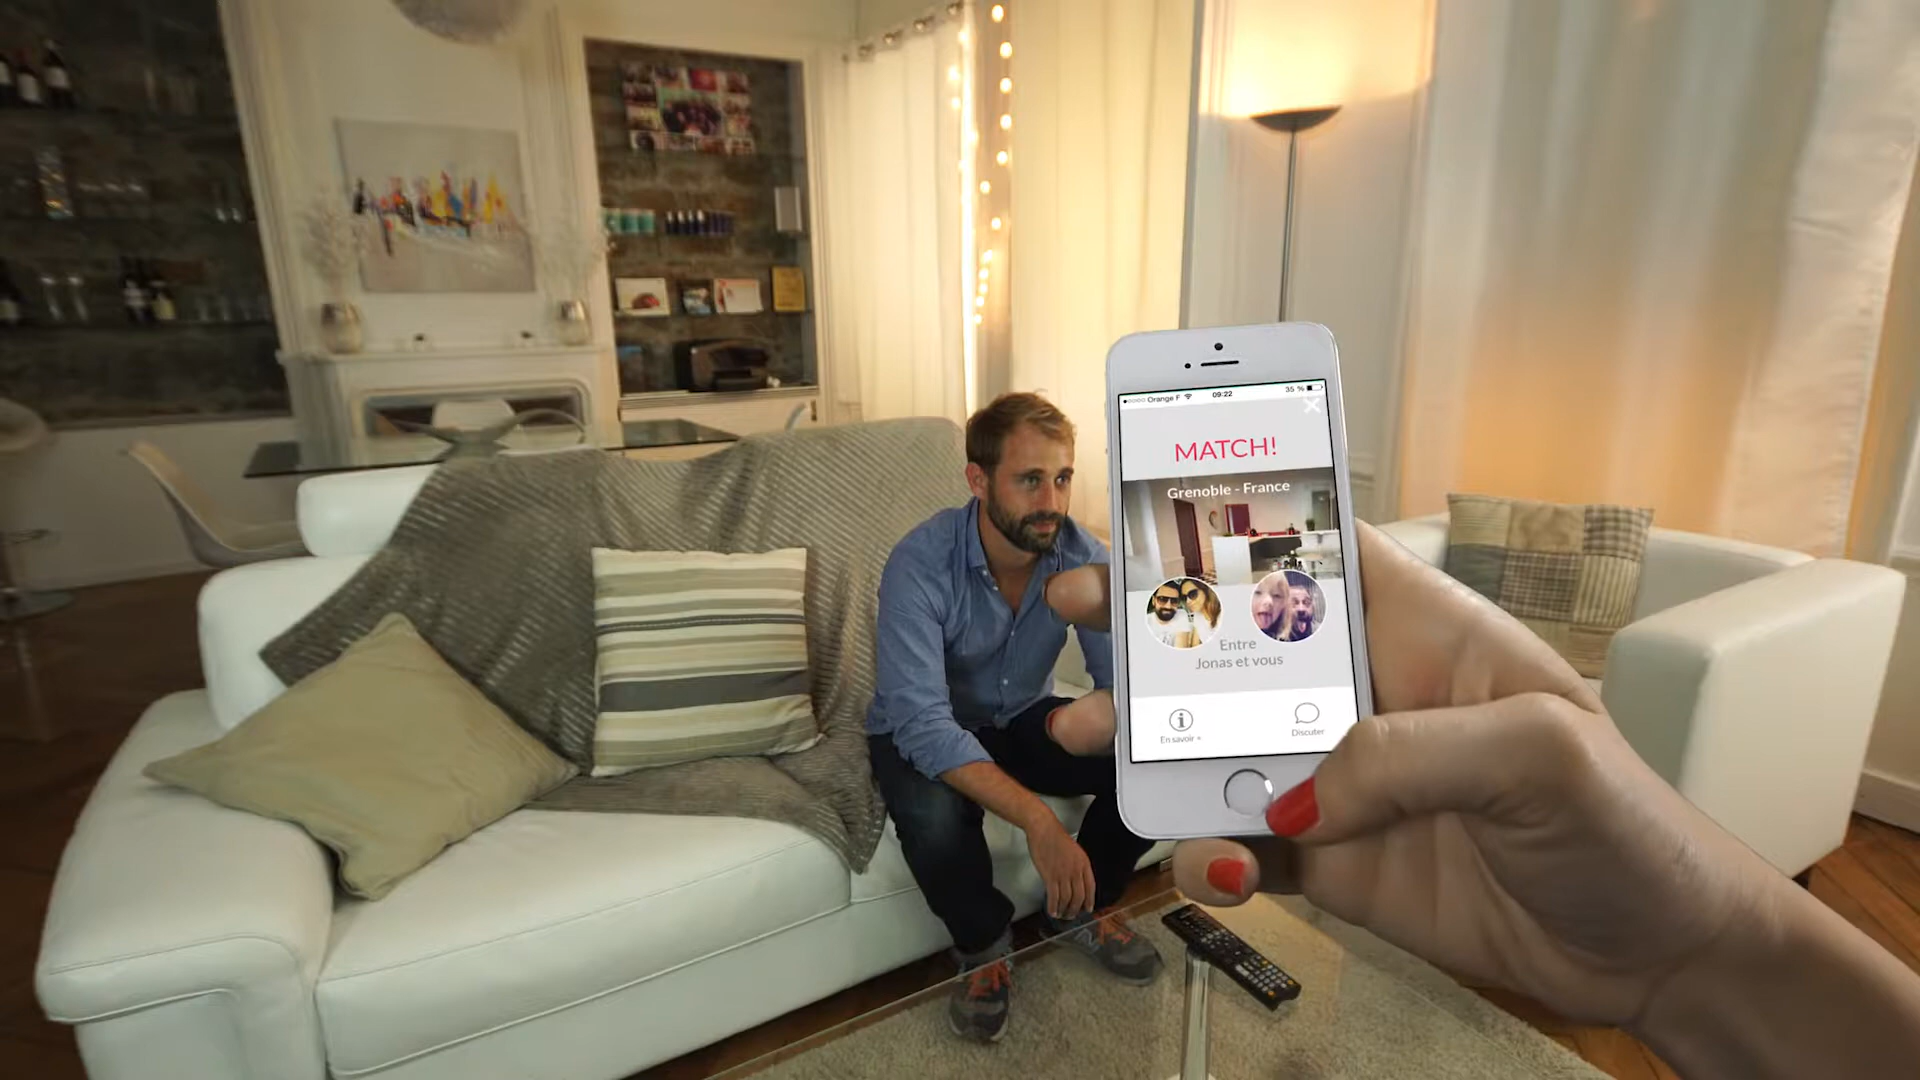 Orange F 09:22 35 %
MATCH!
Grenoble - France
Entre
Jonas et vous
En savoir +
Discuter